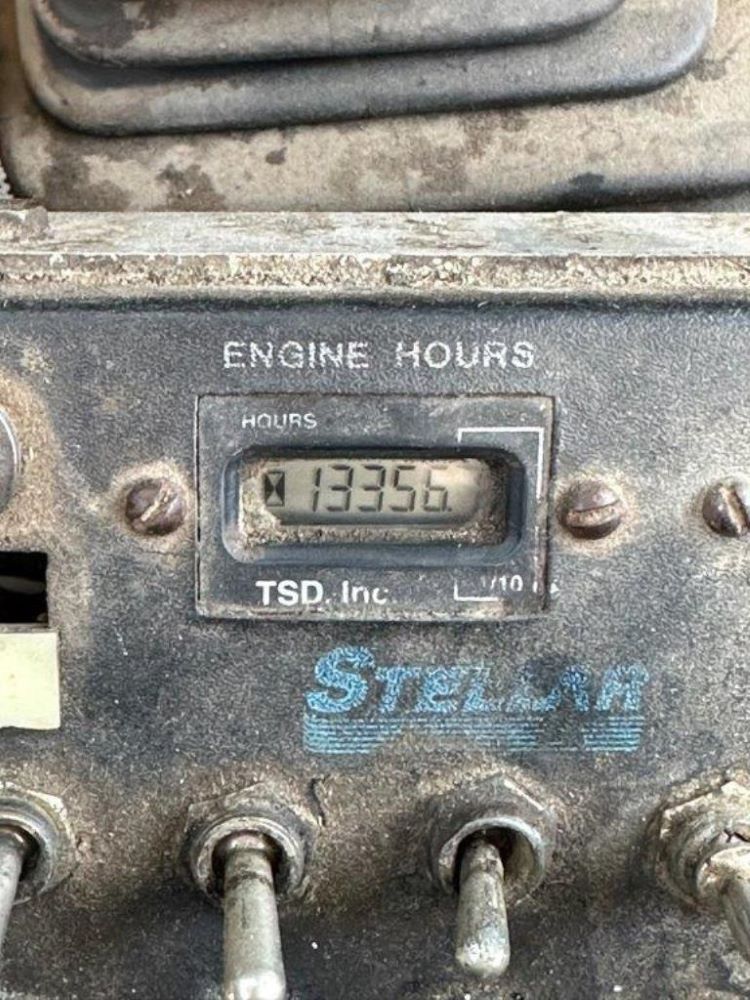 ENGINE HOURS
HOURS
13356.
TSD, Inc.
1/10
STELLAR